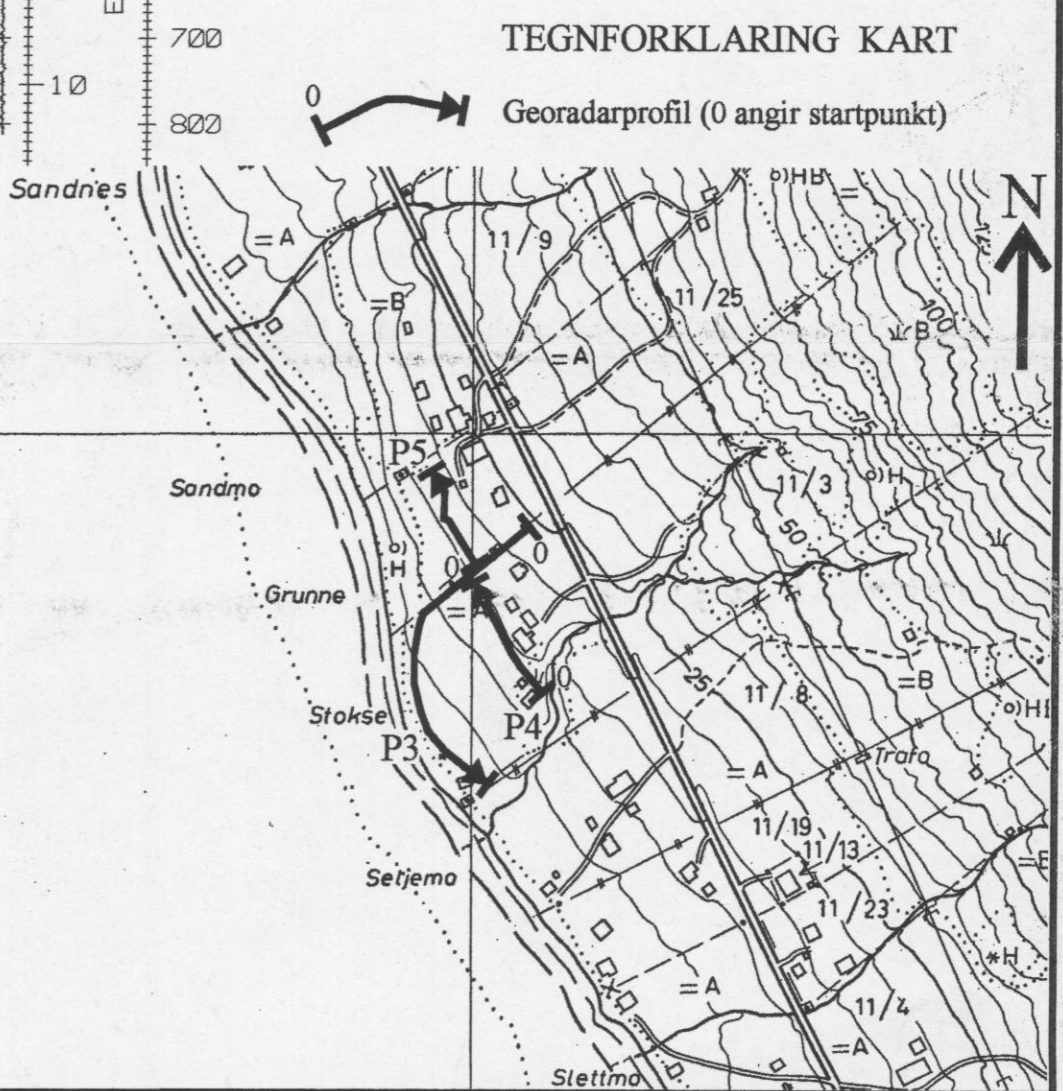 E
700
10
800
TEGNFORKLARING KART
0
Georadarprofil (0 angir startpunkt)
Sandnes
o)HB
=
N
=A
11/9
=B
11/25
100
B
=A
75
P5
11/3
o)H
Sandmo
50
0
o)
H
0
Grunne
=
25
11/8
=B
o)H
Stokse
0
P4
P3
=A
Trafo
11/19
11/13
Setjemo
11/23
=B
*H
=A
11/4
=A
Slettmo